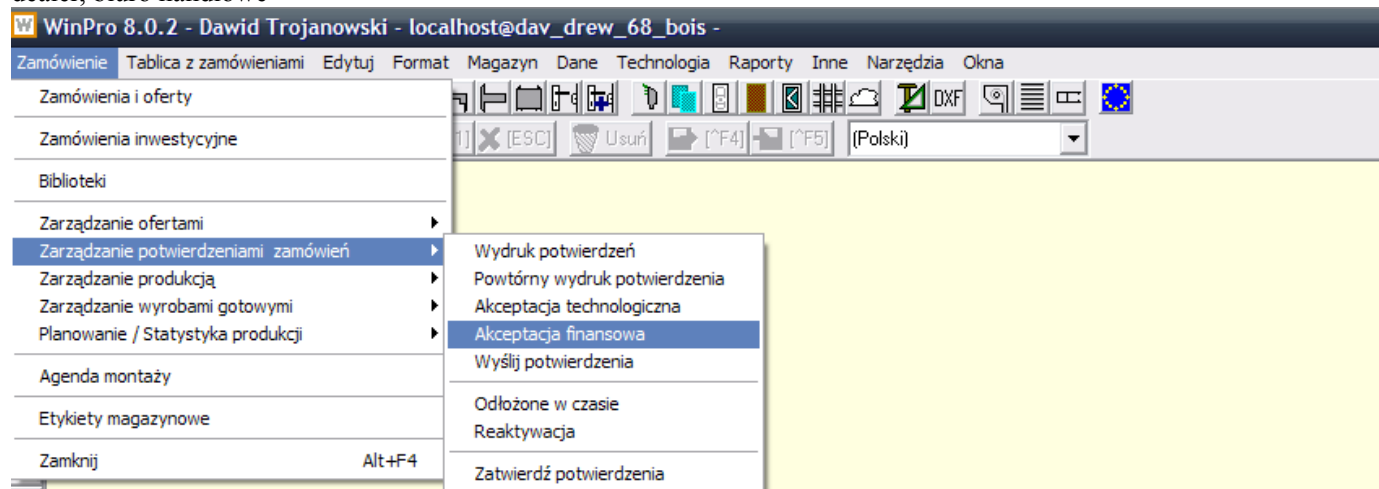 WinPro 8.0.2 - Dawid Trojanowski - localhost@dav_drew_68_bois -
Zamówienie Tablica z zamówieniami Edytuj Format Magazyn Dane Technologia Raporty Inne Narzędzia Okna
DXF
1] [ESC] Usuń [^F4] [^F5] (Polski)
Zamówienia i oferty
Zamówienia inwestycyjne
Biblioteki
Zarządzanie ofertami
Zarządzanie potwierdzeniami zamówień
Zarządzanie produkcją
Zarządzanie wyrobami gotowymi
Planowanie / Statystyka produkcji
Agenda montaży
Etykiety magazynowe
Zamknij Alt+F4
Wydruk potwierdzeń
Powtórny wydruk potwierdzenia
Akceptacja technologiczna
Akceptacja finansowa
Wyślij potwierdzenia
Odłożone w czasie
Reaktywacja
Zatwierdź potwierdzenia